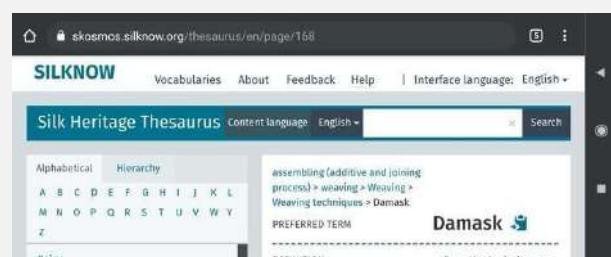 skosmos.silknow.org/thesaurus/en/page/168
5
SILKNOW
Vocabularies About Feedback Help | Interface language: English
Silk Heritage Thesaurus Content language English × Search
Alphabetical Hierarchy
A B C D E F G H I J K L
M N O P Q R S T U V W Y
Z
assembling (additive and joining
process) > weaving > Weaving >
Weaving techniques > Damask
PREFERRED TERM
Damask